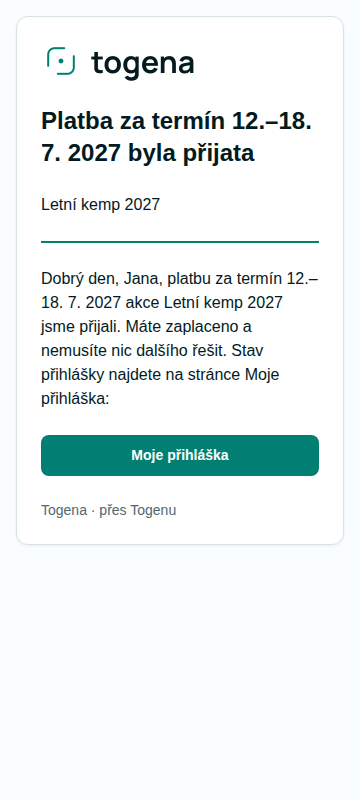 togena
Platba za termín 12.–18.
7. 2027 byla přijata
Letní kemp 2027
Dobrý den, Jana, platbu za termín 12.–
18. 7. 2027 akce Letní kemp 2027
jsme přijali. Máte zaplaceno a
nemusíte nic dalšího řešit. Stav
přihlášky najdete na stránce Moje
přihláška:
Moje přihláška
Togena · přes Togenu